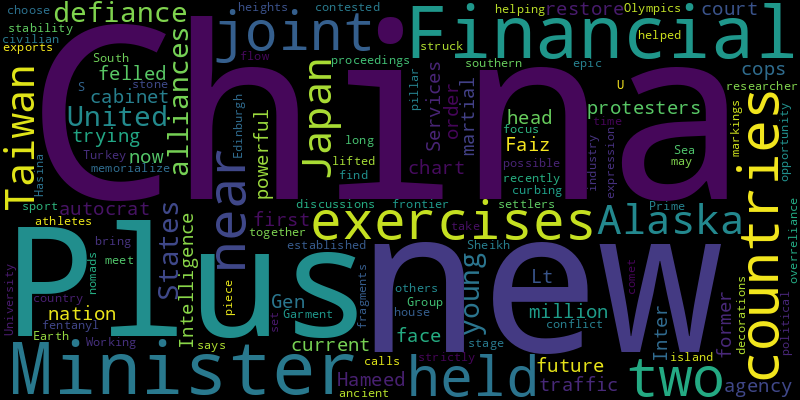 choose
defiance
joint
Financial
heights
contested
helping
restore
Olympics
court
stability
civilian
exports
China
flow
struck
helped
South
felled
proceedings
southern
epic
cops
S
stone
cabinet
alliances
pillar
Services
order
martial
U
researcher
United
Japan
head
protesters
Taiwan
trying
Edinburgh
powerful
long
focus
Faiz
time
markings
opportunity
Turkey
now
lifted
chart
possible
industry
expression
Sea
may
Hasina
memorialize
find
recently
curbing
countries
sport
autocrat
near
discussions
frontier
settlers
Prime
athletes
States
first
exercises
take
Alaska
overreliance
Plus
bring
together
established
Sheikh
new
nomads
meet
Intelligence
piece
others
young
Lt
comet
University
country
Gen
set
Garment
fragments
Group
house
million
Inter
former
decorations
political
nation
fentanyl
Earth
Working
says
current
face
stage
conflict
island
Minister
calls
strictly
held
future
two
Hameed
ancient
traffic
agency